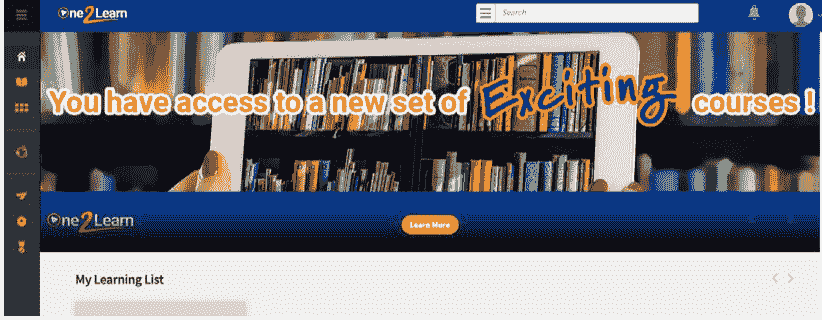 One2Learn
Search
You have access to a new set of Exciting courses !
One2Learn
Learn More
My Learning List